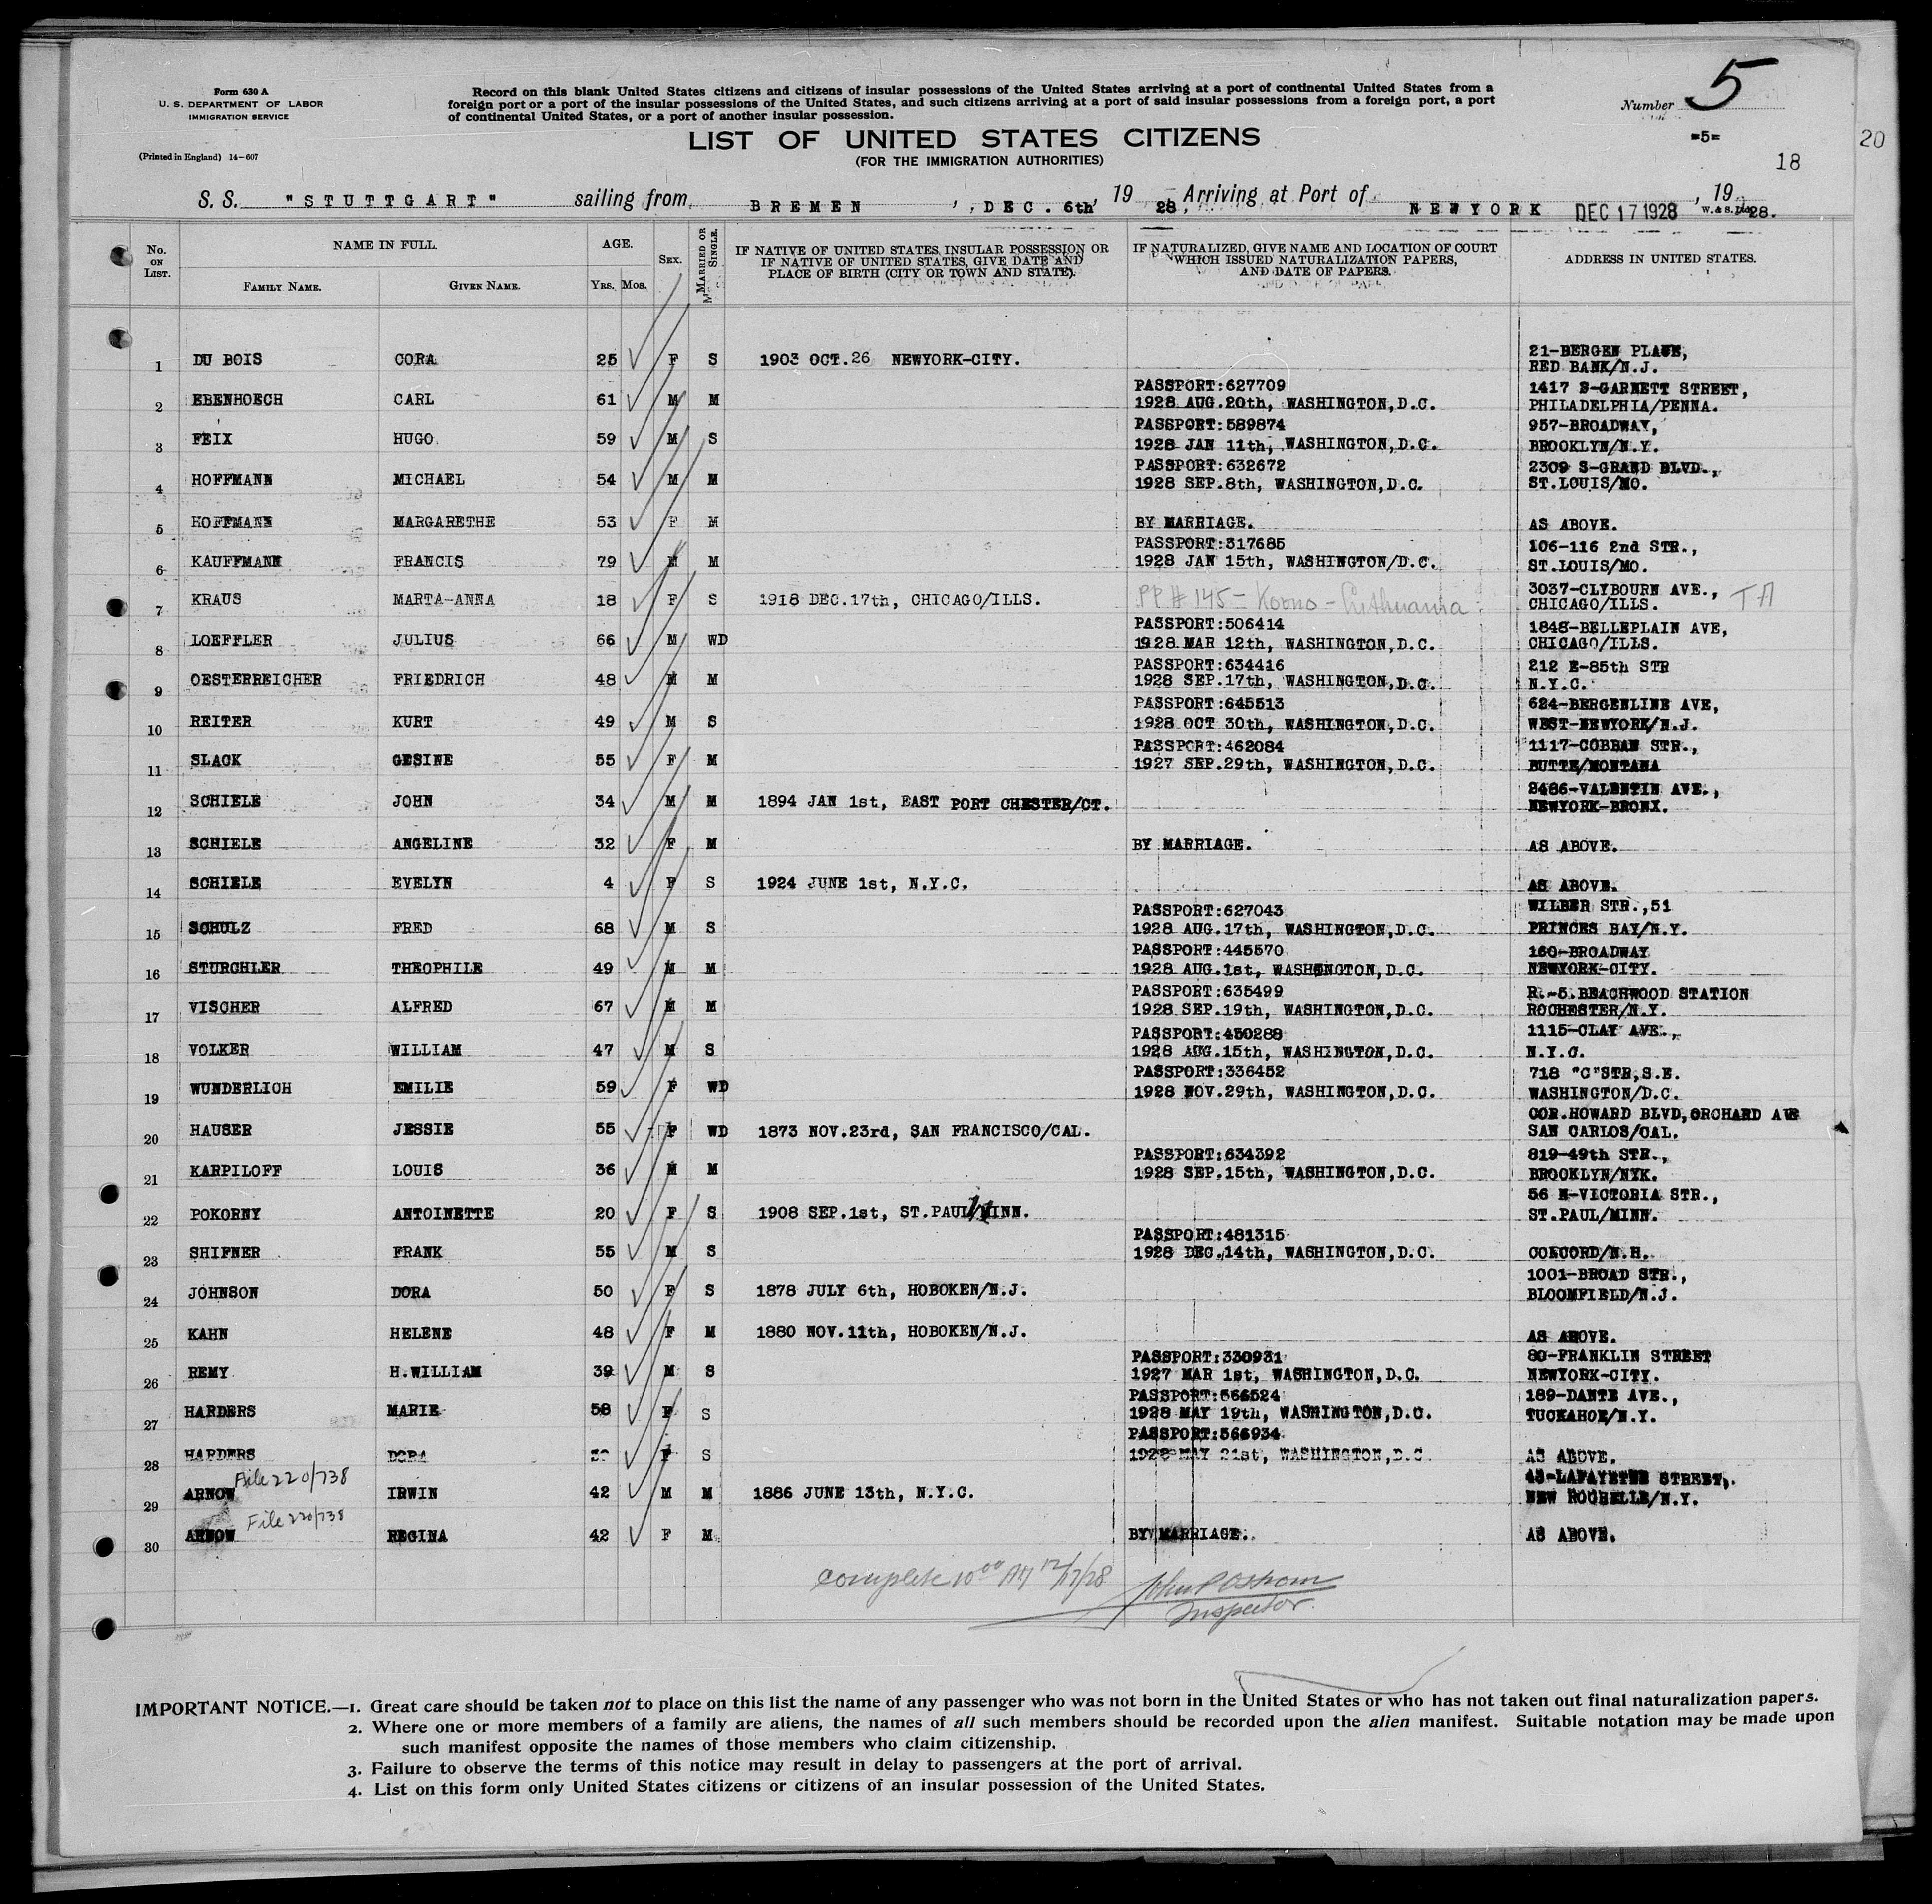 Form 630 A
U. S. DEPARTMENT OF LABOR
IMMIGRATION SERVICE
(Printed in England) 14-607
Record on this blank United States citizens and citizens of insular possessions of the United States arriving at a port of continental United States from a
foreign port or a port of the insular possessions of the United States, and such citizens arriving at a port of said insular possessions from a foreign port, a port
of continental United States, or a port of another insular possession.
Number 5
=5=
18
20
LIST OF UNITED STATES CITIZENS
(FOR THE IMMIGRATION AUTHORITIES)
S. S. "STUTTGART" sailing from BREMEN, DEC. 6th, 19 28, Arriving at Port of NEWYORK DEC 17 1928, 19 28.
No. ON LIST.
NAME IN FULL.
FAMILY NAME. GIVEN NAME.
AGE.
YRS. MOS.
SEX.
MARRIED OR SINGLE.
IF NATIVE OF UNITED STATES, INSULAR POSSESSION OR
IF NATIVE OF UNITED STATES, GIVE DATE AND
PLACE OF BIRTH (CITY OR TOWN AND STATE).
IF NATURALIZED, GIVE NAME AND LOCATION OF COURT
WHICH ISSUED NATURALIZATION PAPERS,
AND DATE OF PAPERS.
ADDRESS IN UNITED STATES.
1 DU BOIS CORA 25 F S 1903 OCT. 26 NEWYORK-CITY. 21-BERGEN PLACE,
RED BANK/N.J.
2 EBENHOECH CARL 61 M M PASSPORT:627709 1417 S-GARNETT STREET,
1928 AUG.20th, WASHINGTON,D.C. PHILADELPHIA/PENNA.
3 FEIX HUGO 59 M S PASSPORT:589874 957-BROADWAY,
1928 JAN 11th, WASHINGTON,D.C. BROOKLYN/N.Y.
4 HOFFMANN MICHAEL 54 M M PASSPORT:632672 2309 S-GRAND BLVD.,
1928 SEP.8th, WASHINGTON,D.C. ST.LOUIS/MO.
5 HOFFMANN MARGARETHE 53 F M BY MARRIAGE. AS ABOVE.
6 KAUFFMANN FRANCIS 79 M M PASSPORT:317685 106-116 2nd STR.,
1928 JAN 15th, WASHINGTON/D.C. ST.LOUIS/MO.
7 KRAUS MARTA-ANNA 18 F S 1918 DEC.17th, CHICAGO/ILLS. PP # 145 - Kovno - Lithuania 3037-CLYBOURN AVE.,
CHICAGO/ILLS.
8 LOEFFLER JULIUS 66 M WD PASSPORT:506414 1848-BELLEPLAIN AVE,
1928 MAR 12th, WASHINGTON,D.C. CHICAGO/ILLS.
9 OESTERREICHER FRIEDRICH 48 M M PASSPORT:634416 212 E-85th STR
1928 SEP.17th, WASHINGTON,D.C. N.Y.C.
10 REITER KURT 49 M S PASSPORT:645513 624-BERGENLINE AVE,
1928 OCT 30th, WASHINGTON,D.C. WEST-NEWYORK/N.J.
11 SLACK GESINE 55 F M PASSPORT:462084 1117-COBBAN STR.,
1927 SEP.29th, WASHINGTON,D.C. BUTTE/MONTANA
12 SCHIELE JOHN 34 M M 1894 JAN 1st, EAST PORT CHESTER/CT. 2486-VALENTIN AVE.,
NEWYORK-BRONX.
13 SCHIELE ANGELINE 32 F M BY MARRIAGE. AS ABOVE.
14 SCHIELE EVELYN 4 F S 1924 JUNE 1st, N.Y.C. AS ABOVE.
15 SCHULZ FRED 68 M S PASSPORT:627043 WILBER STR.,51
1928 AUG.17th, WASHINGTON,D.C. PRINCES BAY/N.Y.
16 STURCHLER THEOPHILE 49 M M PASSPORT:445570 160-BROADWAY
1928 AUG.1st, WASHINGTON,D.C. NEWYORK-CITY.
17 VISCHER ALFRED 67 M M PASSPORT:635499 R.-5.BEACHWOOD STATION
1928 SEP.19th, WASHINGTON,D.C. ROCHESTER/N.Y.
18 VOLKER WILLIAM 47 M S PASSPORT:450288 1115-CLAY AVE.,
1928 AUG.15th, WASHINGTON,D.C. N.Y.C.
19 WUNDERLICH EMILIE 59 F WD PASSPORT:336452 718 "C"STR,S.E.
1928 NOV.29th, WASHINGTON,D.C. WASHINGTON/D.C.
20 HAUSER JESSIE 55 F WD 1873 NOV.23rd, SAN FRANCISCO/CAL. COR.HOWARD BLVD,ORCHARD AVE
SAN CARLOS/CAL.
21 KARPILOFF LOUIS 36 M M PASSPORT:634392 819-49th STR.,
1928 SEP.15th, WASHINGTON,D.C. BROOKLYN/NYK.
22 POKORNY ANTOINETTE 20 F S 1908 SEP.1st, ST.PAUL/MINN. 56 N-VICTORIA STR.,
ST.PAUL/MINN.
23 SHIFNER FRANK 55 M S PASSPORT:481315
1928 DEC.14th, WASHINGTON,D.C. CONCORD/N.H.
24 JOHNSON DORA 50 F S 1878 JULY 6th, HOBOKEN/N.J. 1001-BROAD STR.,
BLOOMFIELD/N.J.
25 KAHN HELENE 48 F M 1880 NOV.11th, HOBOKEN/N.J. AS ABOVE.
26 REMY H.WILLIAM 39 M S PASSPORT:330931 80-FRANKLIN STREET
1927 MAR 1st, WASHINGTON,D.C. NEWYORK-CITY.
27 HARDERS MARIE 58 F S PASSPORT:566524 189-DANTE AVE.,
1928 MAY 19th, WASHINGTON,D.C. TUCKAHOE/N.Y.
28 HARDERS DORA F S PASSPORT:566934
1928 MAY 21st, WASHINGTON,D.C. AS ABOVE.
File 220/738
29 ARNOW IRWIN 42 M M 1886 JUNE 13th, N.Y.C. 43-LAFAYETTE STREET,
NEW ROCHELLE/N.Y.
File 220/738
30 ARNOW REGINA 42 F M BY MARRIAGE. AS ABOVE.
complete 10 00 AM 12/17/28
John P Ostrom
Inspector.
IMPORTANT NOTICE.—1. Great care should be taken not to place on this list the name of any passenger who was not born in the United States or who has not taken out final naturalization papers.
2. Where one or more members of a family are aliens, the names of all such members should be recorded upon the alien manifest. Suitable notation may be made upon
such manifest opposite the names of those members who claim citizenship.
3. Failure to observe the terms of this notice may result in delay to passengers at the port of arrival.
4. List on this form only United States citizens or citizens of an insular possession of the United States.